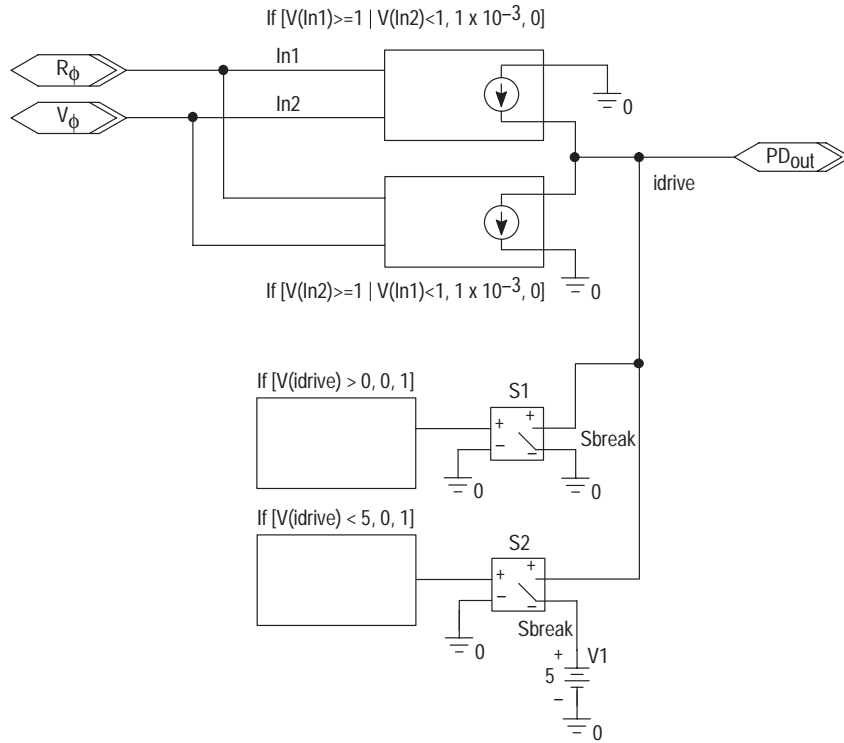 If [V(In1)>=1 | V(In2)<1, 1 x 10⁻³, 0]
Rϕ
In1
Vϕ
In2
0
PDout
idrive
0
If [V(In2)>=1 | V(In1)<1, 1 x 10⁻³, 0]
If [V(idrive) > 0, 0, 1]
S1
+ +
– –
Sbreak
0
0
If [V(idrive) < 5, 0, 1]
S2
+ +
– –
Sbreak
0
+ V1
5
–
0